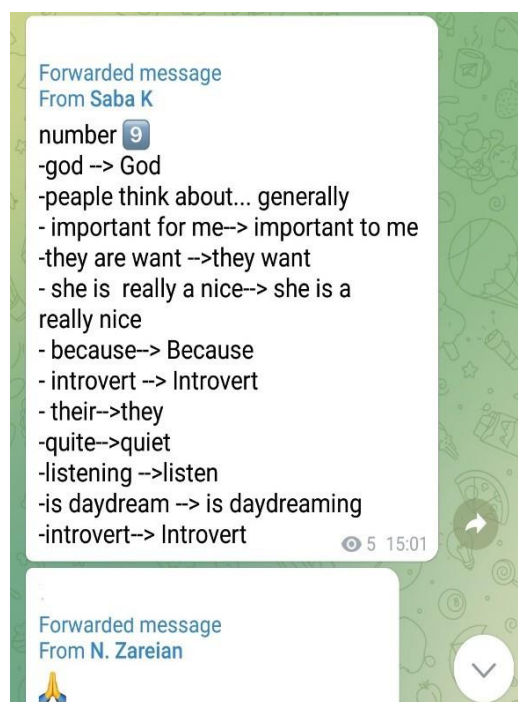 Forwarded message
From Saba K
number 9️⃣
-god --> God
-peaple think about... generally
- important for me--> important to me
-they are want -->they want
- she is  really a nice--> she is a
really nice
- because--> Because
- introvert --> Introvert
- their-->they
-quite-->quiet
-listening -->listen
-is daydream --> is daydreaming
-introvert--> Introvert
5 15:01
Forwarded message
From N. Zareian
🙏